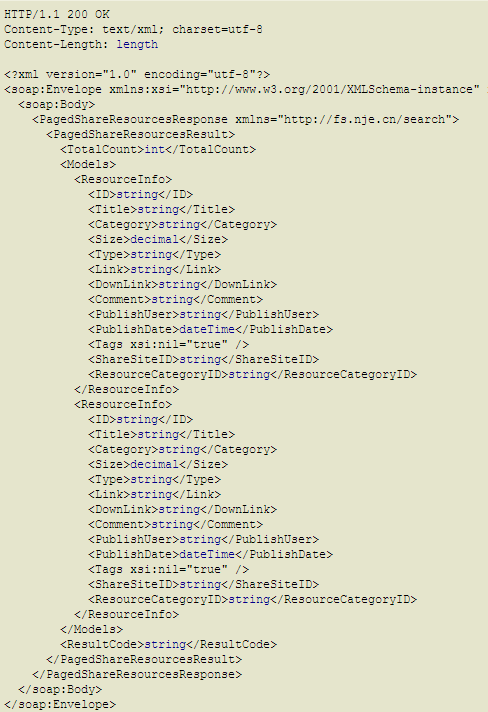 HTTP/1.1 200 OK
Content-Type: text/xml; charset=utf-8
Content-Length: length

<?xml version="1.0" encoding="utf-8"?>
<soap:Envelope xmlns:xsi="http://www.w3.org/2001/XMLSchema-instance"
  <soap:Body>
    <PagedShareResourcesResponse xmlns="http://fs.nje.cn/search">
      <PagedShareResourcesResult>
        <TotalCount>int</TotalCount>
        <Models>
          <ResourceInfo>
            <ID>string</ID>
            <Title>string</Title>
            <Category>string</Category>
            <Size>decimal</Size>
            <Type>string</Type>
            <Link>string</Link>
            <DownLink>string</DownLink>
            <Comment>string</Comment>
            <PublishUser>string</PublishUser>
            <PublishDate>dateTime</PublishDate>
            <Tags xsi:nil="true" />
            <ShareSiteID>string</ShareSiteID>
            <ResourceCategoryID>string</ResourceCategoryID>
          </ResourceInfo>
          <ResourceInfo>
            <ID>string</ID>
            <Title>string</Title>
            <Category>string</Category>
            <Size>decimal</Size>
            <Type>string</Type>
            <Link>string</Link>
            <DownLink>string</DownLink>
            <Comment>string</Comment>
            <PublishUser>string</PublishUser>
            <PublishDate>dateTime</PublishDate>
            <Tags xsi:nil="true" />
            <ShareSiteID>string</ShareSiteID>
            <ResourceCategoryID>string</ResourceCategoryID>
          </ResourceInfo>
        </Models>
        <ResultCode>string</ResultCode>
      </PagedShareResourcesResult>
    </PagedShareResourcesResponse>
  </soap:Body>
</soap:Envelope>